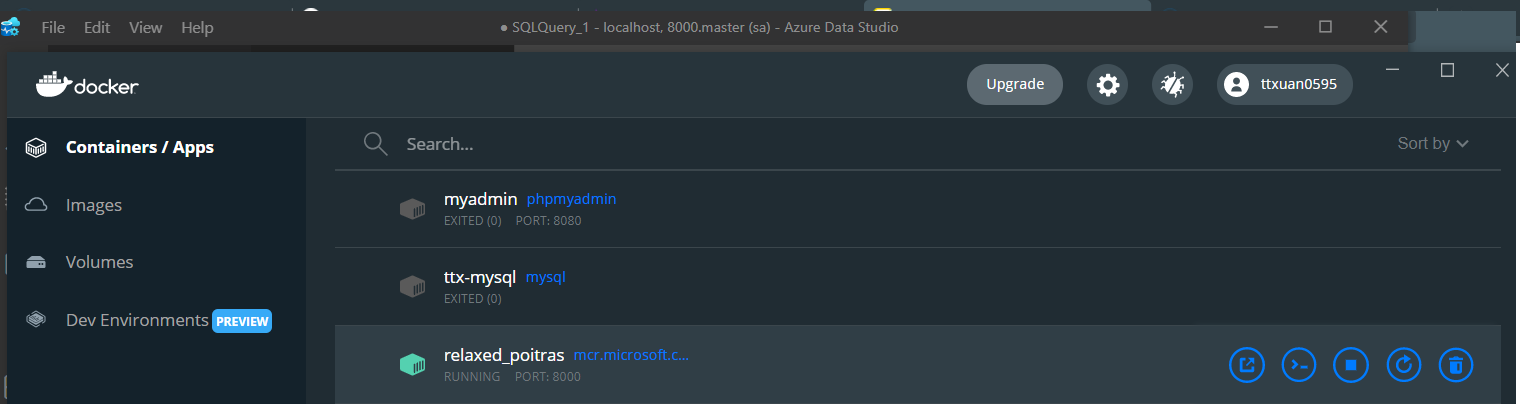 File Edit View Help ● SQLQuery_1 - localhost, 8000.master (sa) - Azure Data Studio
docker Upgrade ttxuan0595
Containers / Apps
Search... Sort by
myadmin phpmyadmin
EXITED (0) PORT: 8080
Images
Volumes
ttx-mysql mysql
EXITED (0)
Dev Environments PREVIEW
relaxed_poitras mcr.microsoft.c...
RUNNING PORT: 8000